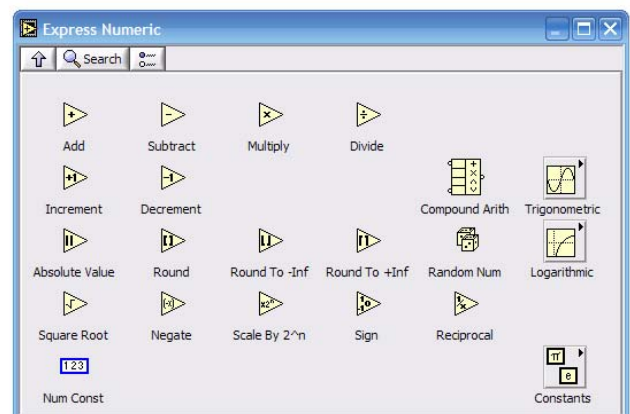 Express Numeric
Search
Add Subtract Multiply Divide
Increment Decrement Compound Arith Trigonometric
Absolute Value Round Round To -Inf Round To +Inf Random Num Logarithmic
Square Root Negate Scale By 2^n Sign Reciprocal
123
Num Const Constants